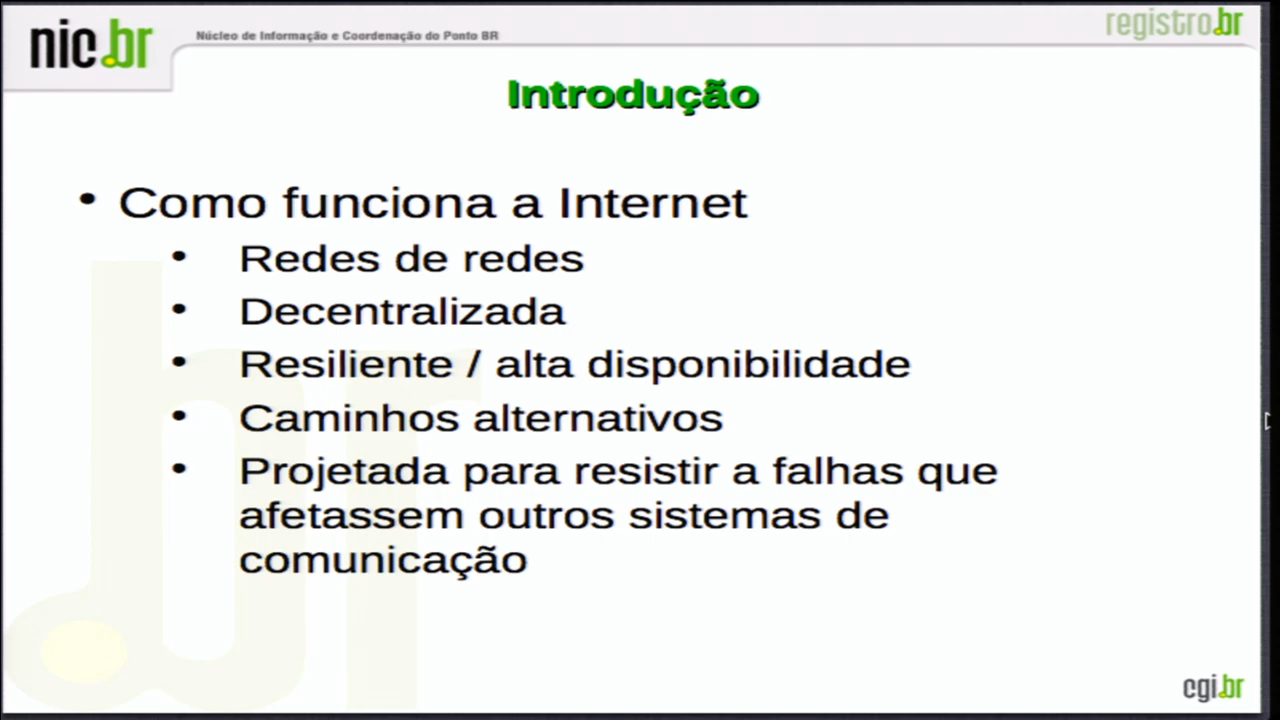 nic.br
Núcleo de Informação e Coordenação do Ponto BR
registro.br
Introdução
• Como funciona a Internet
• Redes de redes
• Decentralizada
• Resiliente / alta disponibilidade
• Caminhos alternativos
• Projetada para resistir a falhas que
afetassem outros sistemas de
comunicação
cgi.br